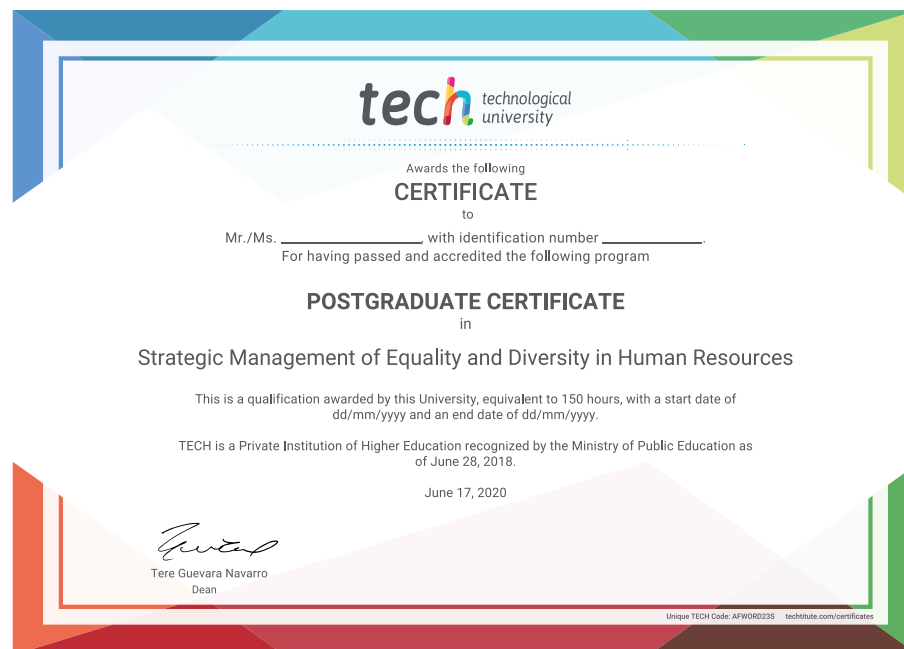 tech technological
university
Awards the following
CERTIFICATE
to
Mr./Ms. ____________________, with identification number ______________.
For having passed and accredited the following program
POSTGRADUATE CERTIFICATE
in
Strategic Management of Equality and Diversity in Human Resources
This is a qualification awarded by this University, equivalent to 150 hours, with a start date of
dd/mm/yyyy and an end date of dd/mm/yyyy.
TECH is a Private Institution of Higher Education recognized by the Ministry of Public Education as
of June 28, 2018.
June 17, 2020
Tere Guevara Navarro
Dean
Unique TECH Code: AFWORD23S techtitute.com/certificates